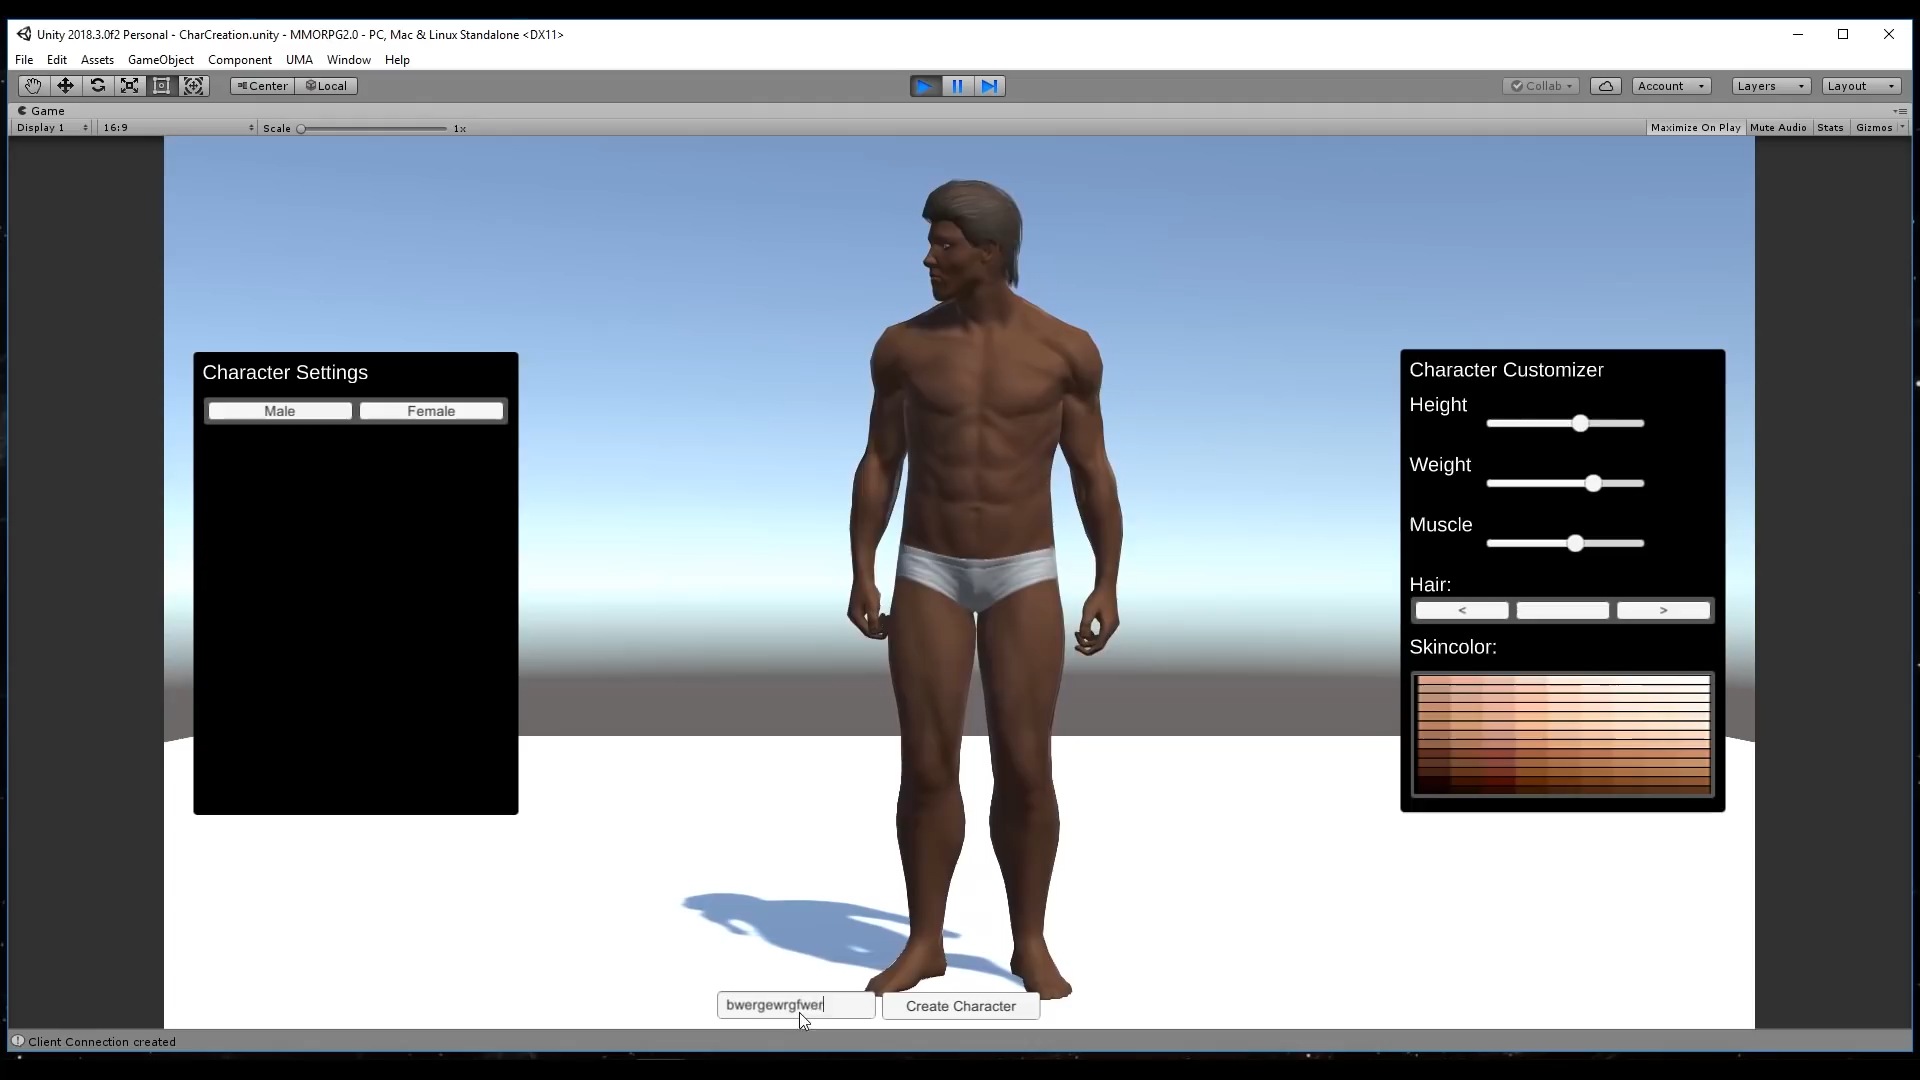 Unity 2018.3.0f2 Personal - CharCreation.unity - MMORPG2.0 - PC, Mac & Linux Standalone <DX11>
File Edit Assets GameObject Component UMA Window Help
Center Local Collab Account Layers Layout
Game
Display 1 16:9 Scale 1x Maximize On Play Mute Audio Stats Gizmos
Character Settings
Male Female
Character Customizer
Height
Weight
Muscle
Hair:
< >
Skincolor:
bwergewrgfwer Create Character
Client Connection created